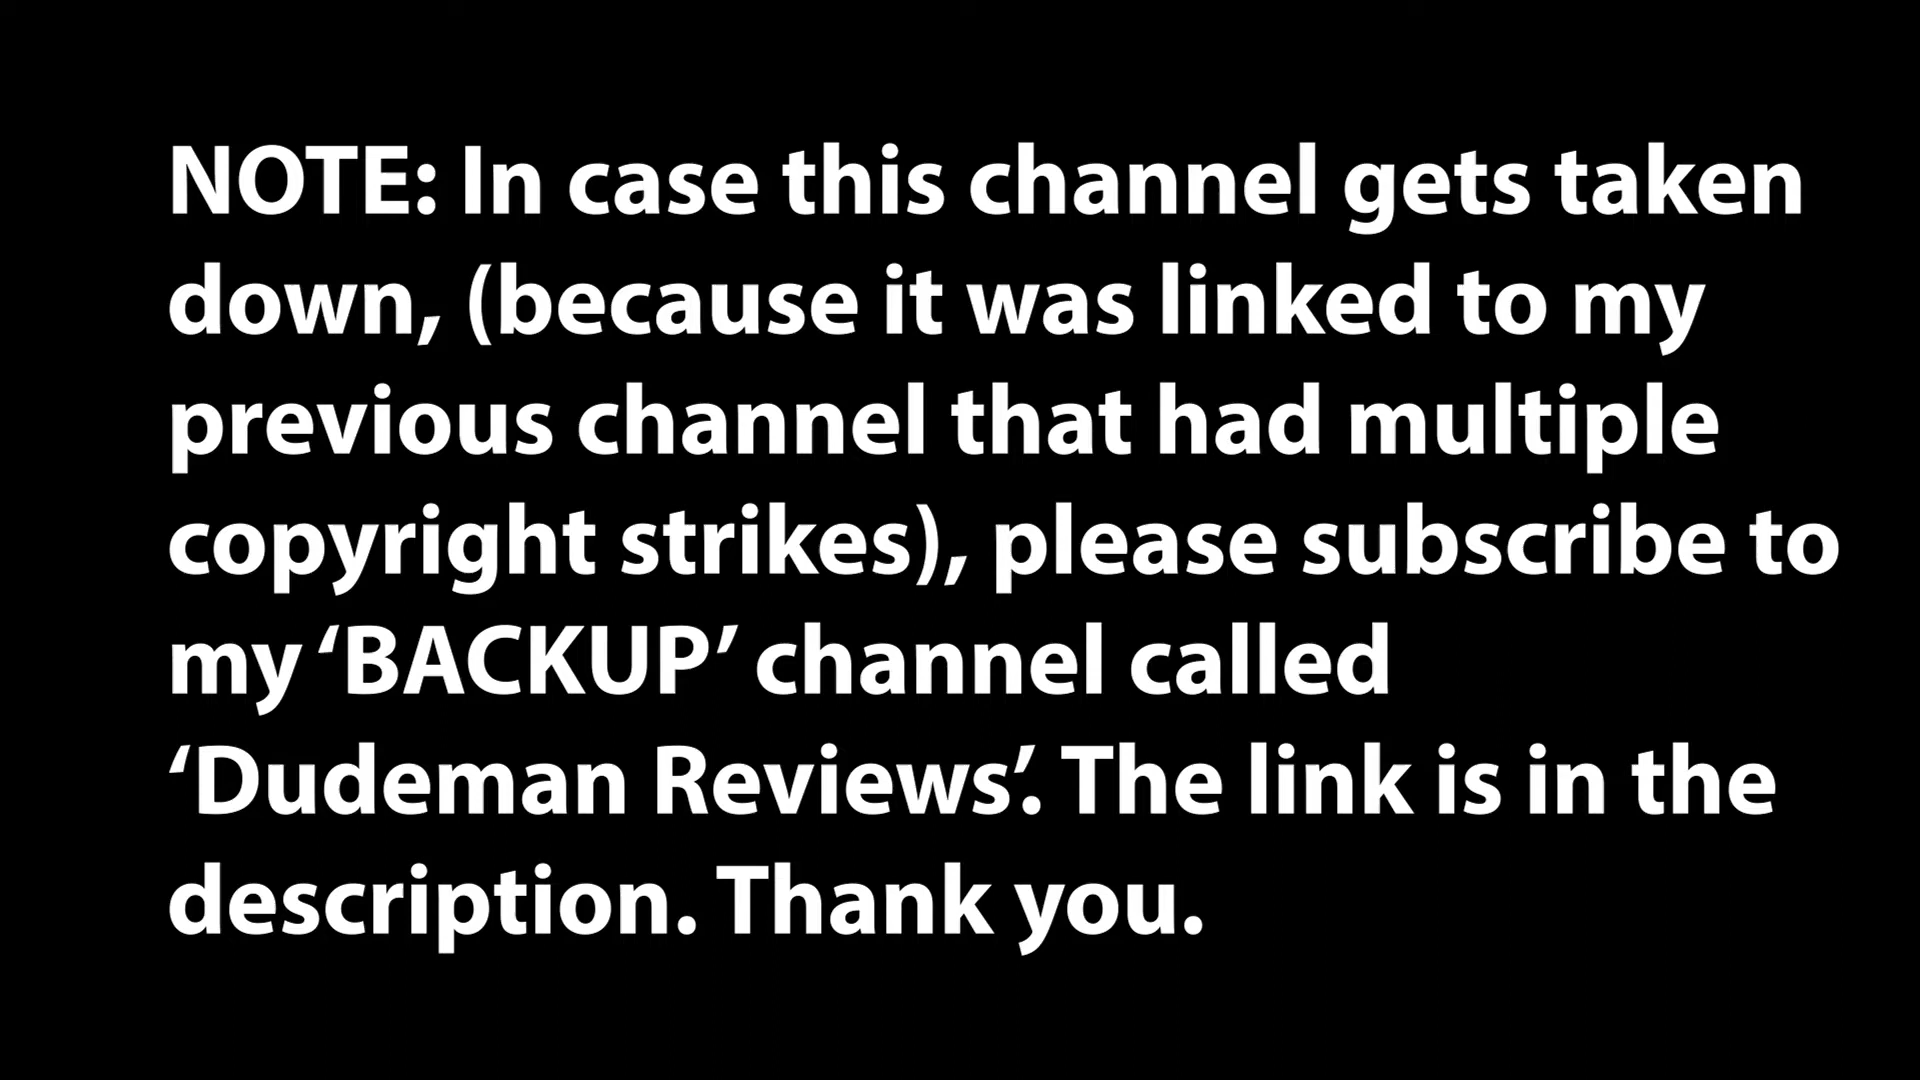 NOTE: In case this channel gets taken
down, (because it was linked to my
previous channel that had multiple
copyright strikes), please subscribe to
my ‘BACKUP’ channel called
‘Dudeman Reviews’. The link is in the
description. Thank you.